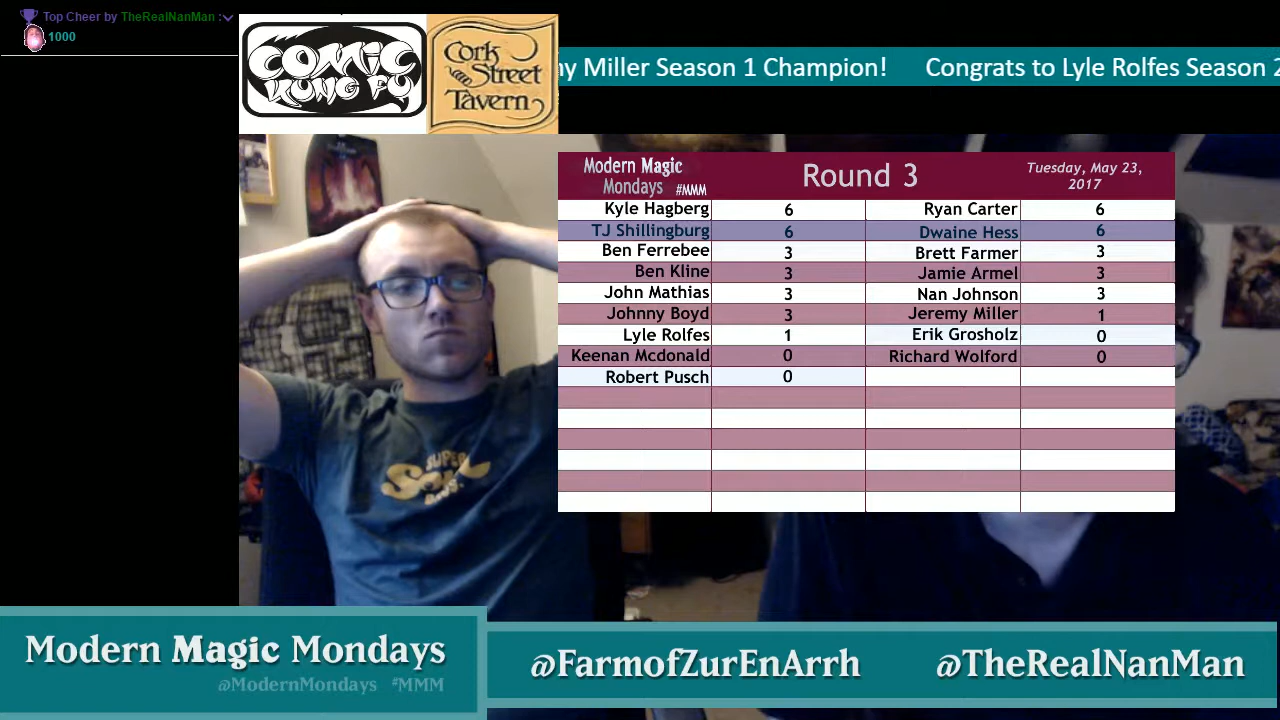 Top Cheer by TheRealNanMan :
1000
COMIC
KUNG FU
Cork
Street
Tavern
ny Miller Season 1 Champion! Congrats to Lyle Rolfes Season 2
Modern Magic
Mondays #MMM
Round 3
Tuesday, May 23,
2017
Kyle Hagberg 6 Ryan Carter 6
TJ Shillingburg 6 Dwaine Hess 6
Ben Ferrebee 3 Brett Farmer 3
Ben Kline 3 Jamie Armel 3
John Mathias 3 Nan Johnson 3
Johnny Boyd 3 Jeremy Miller 1
Lyle Rolfes 1 Erik Grosholz 0
Keenan Mcdonald 0 Richard Wolford 0
Robert Pusch 0
SUPER
Modern Magic Mondays
@ModernMondays #MMM
@FarmofZurEnArrh
@TheRealNanMan